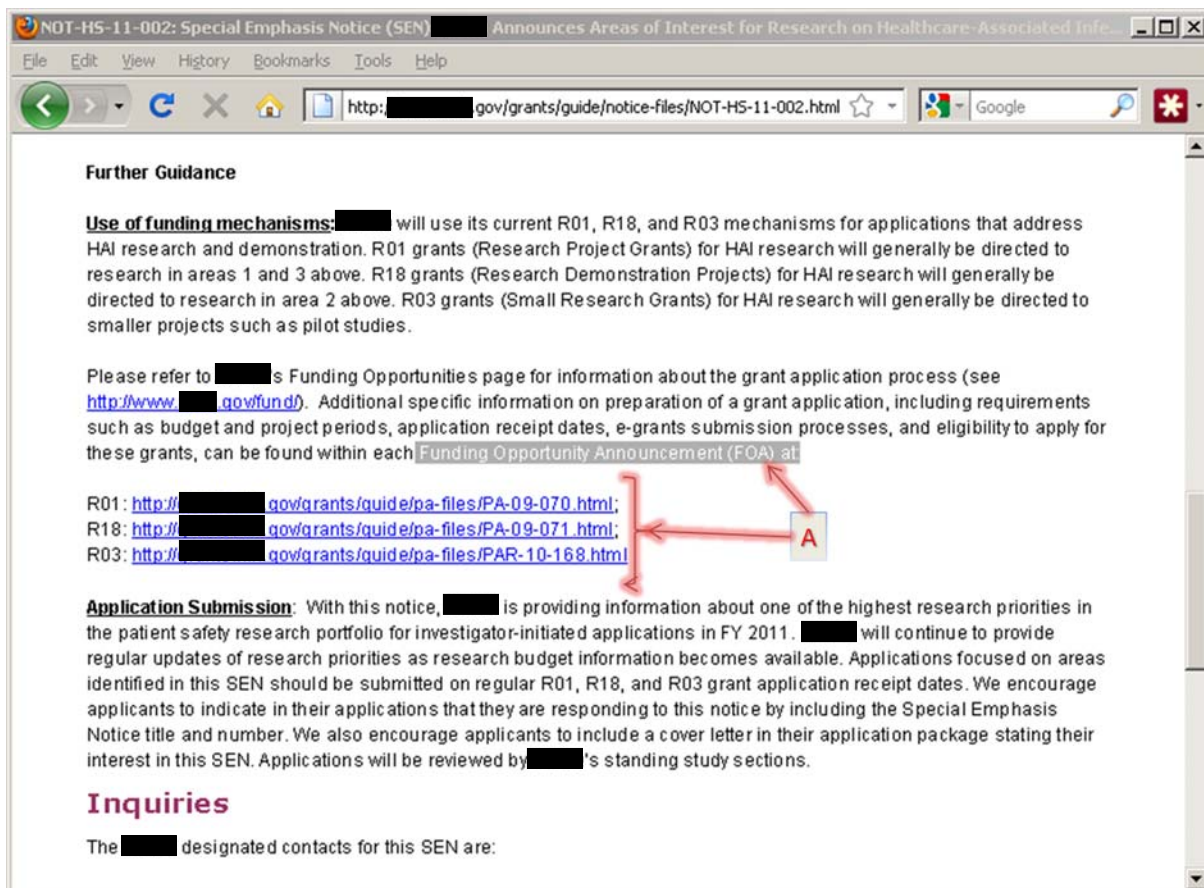 NOT-HS-11-002: Special Emphasis Notice (SEN) Announces Areas of Interest for Research on Healthcare-Associated Infe...
File Edit View History Bookmarks Tools Help
http: .gov/grants/guide/notice-files/NOT-HS-11-002.html Google
Further Guidance
Use of funding mechanisms: will use its current R01, R18, and R03 mechanisms for applications that address
HAI research and demonstration. R01 grants (Research Project Grants) for HAI research will generally be directed to
research in areas 1 and 3 above. R18 grants (Research Demonstration Projects) for HAI research will generally be
directed to research in area 2 above. R03 grants (Small Research Grants) for HAI research will generally be directed to
smaller projects such as pilot studies.
Please refer to 's Funding Opportunities page for information about the grant application process (see
http://www. .gov/fund/). Additional specific information on preparation of a grant application, including requirements
such as budget and project periods, application receipt dates, e-grants submission processes, and eligibility to apply for
these grants, can be found within each Funding Opportunity Announcement (FOA) at
R01: http:// .gov/grants/guide/pa-files/PA-09-070.html;
R18: http:// .gov/grants/guide/pa-files/PA-09-071.html;
A
R03: http:// .gov/grants/guide/pa-files/PAR-10-168.html
Application Submission: With this notice, is providing information about one of the highest research priorities in
the patient safety research portfolio for investigator-initiated applications in FY 2011. will continue to provide
regular updates of research priorities as research budget information becomes available. Applications focused on areas
identified in this SEN should be submitted on regular R01, R18, and R03 grant application receipt dates. We encourage
applicants to indicate in their applications that they are responding to this notice by including the Special Emphasis
Notice title and number. We also encourage applicants to include a cover letter in their application package stating their
interest in this SEN. Applications will be reviewed by 's standing study sections.
Inquiries
The designated contacts for this SEN are: